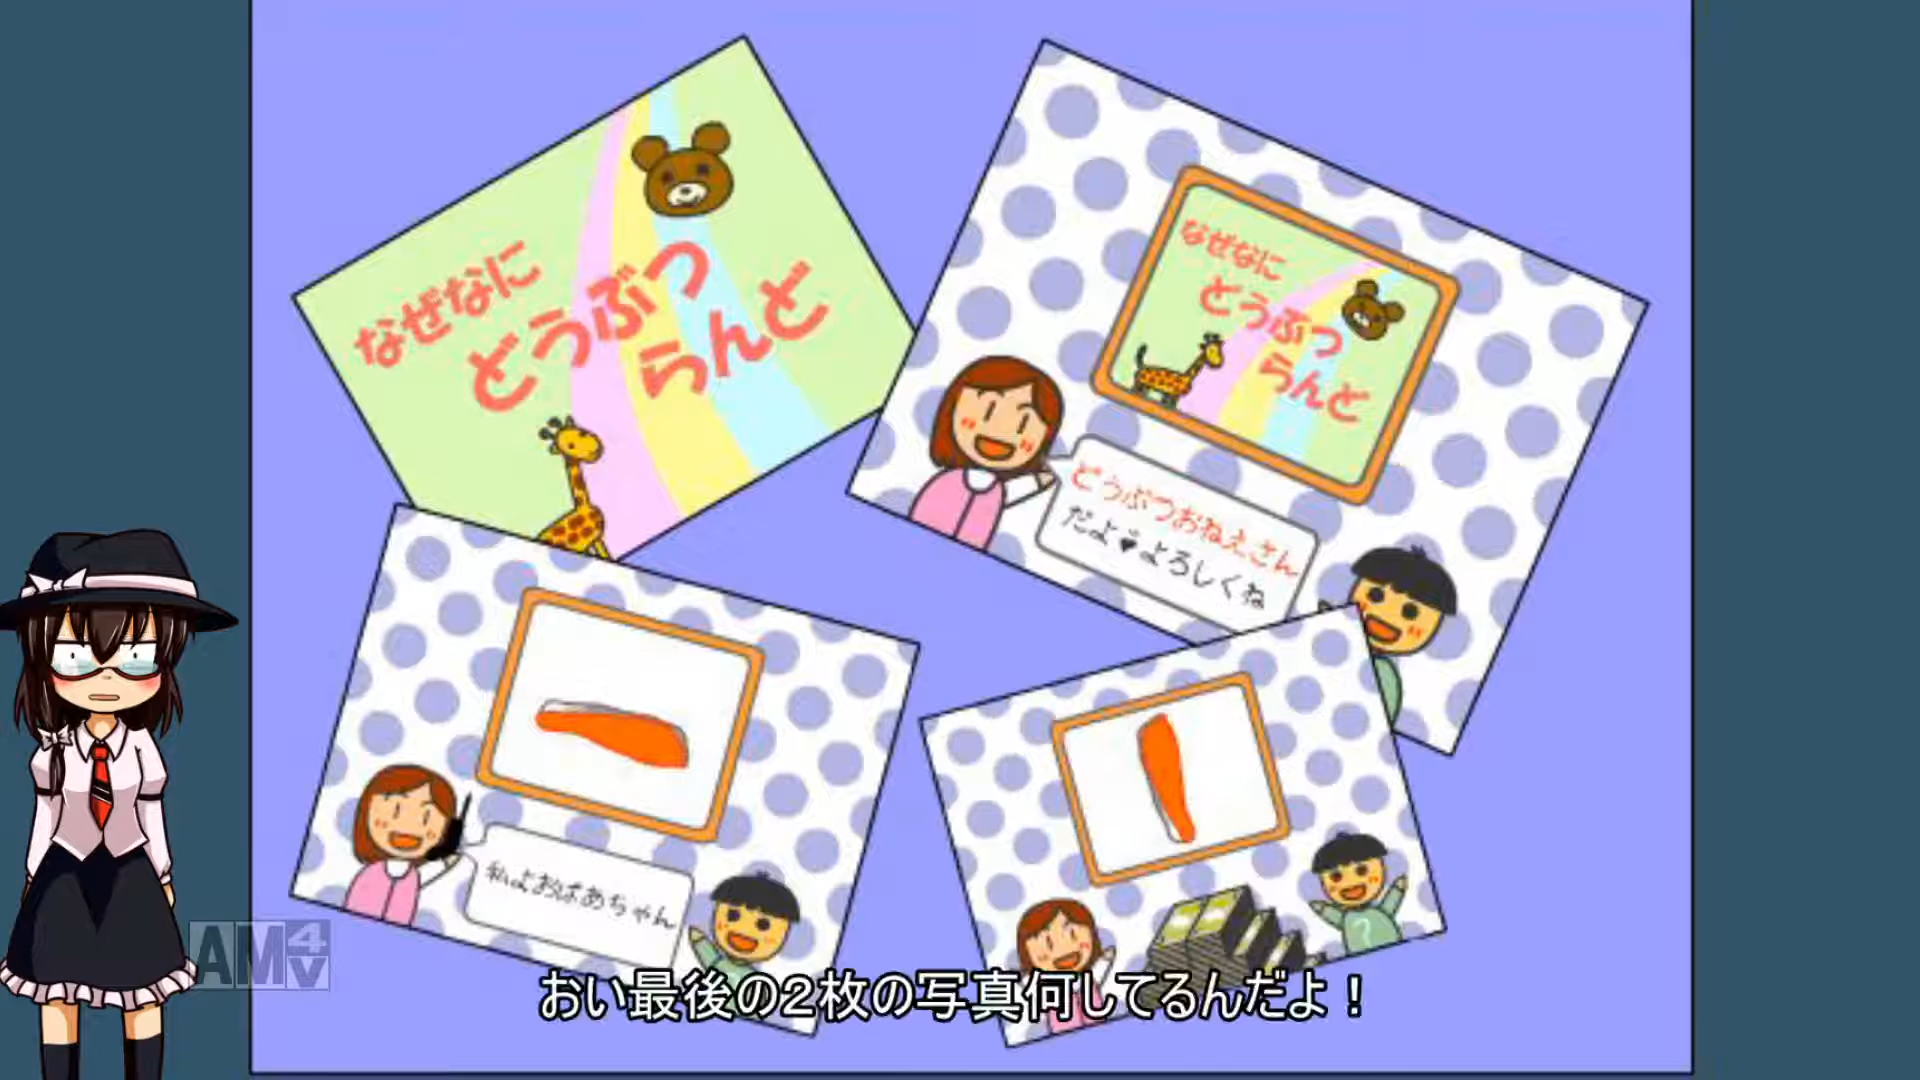 なぜなに
どうぶつ
らんど
なぜなに
どうぶつ
らんど
どうぶつおねえさん
だよ♥よろしくね
私よおばあちゃん
?
AM4V
おい最後の2枚の写真何してるんだよ！